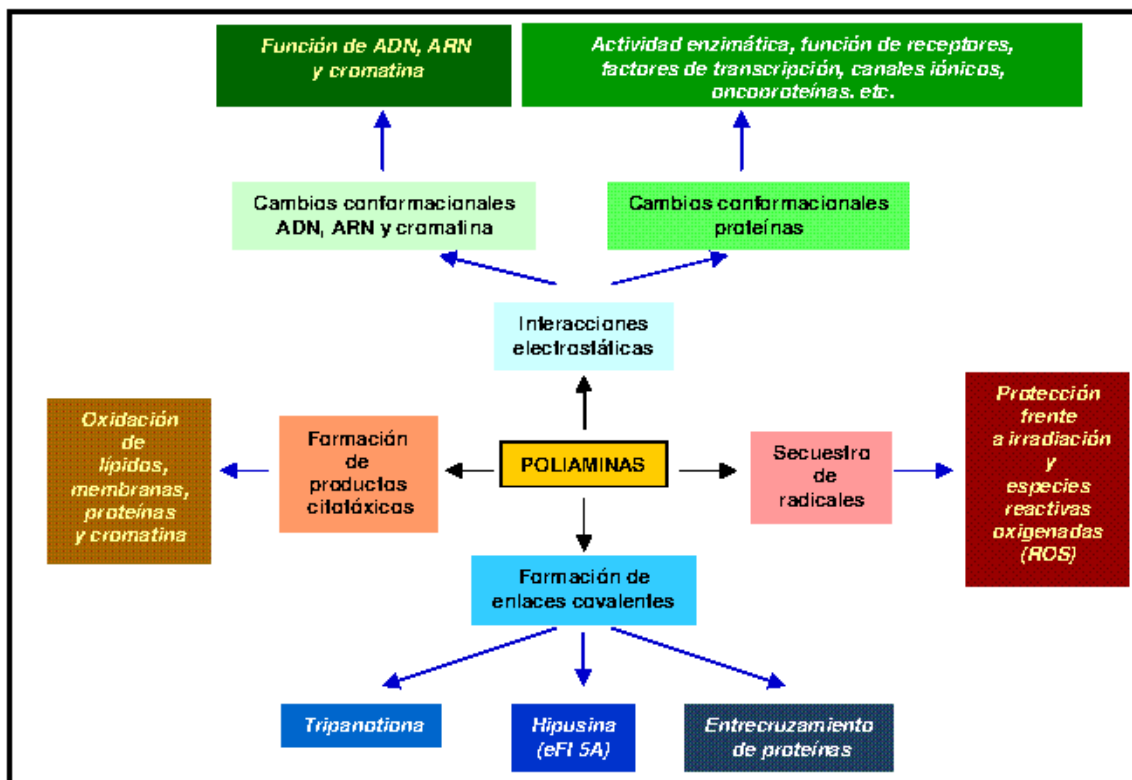 Función de ADN, ARN
y cromatina
Actividad enzimática, función de receptores,
factores de transcripción, canales iónicos,
oncoproteínas. etc.
Cambios conformacionales
ADN, ARN y cromatina
Cambios conformacionales
proteínas
Interacciones
electrostáticas
Oxidación
de
lípidos,
membranas,
proteínas
y cromatina
Formación
de
productos
citotóxicos
POLIAMINAS
Secuestro
de
radicales
Protección
frente
a irradiación
y
especies
reactivas
oxigenadas
(ROS)
Formación de
enlaces covalentes
Tripanotiona
Hipusina
(eFI 5A)
Entrecruzamiento
de proteínas